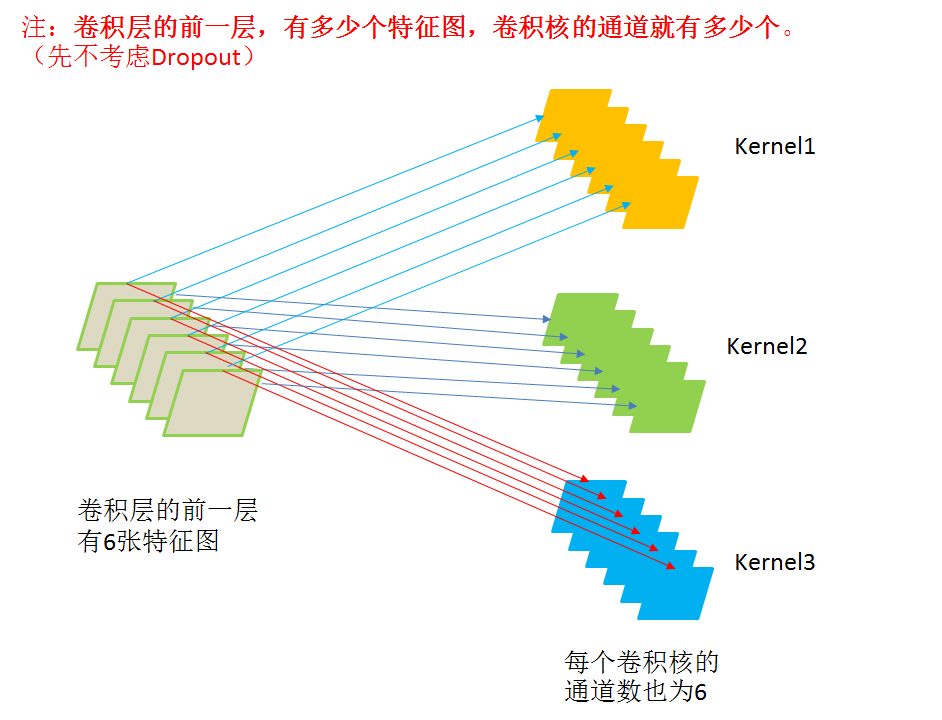 注：卷积层的前一层，有多少个特征图，卷积核的通道就有多少个。
（先不考虑Dropout）
Kernel1
Kernel2
卷积层的前一层
有6张特征图
Kernel3
每个卷积核的
通道数也为6